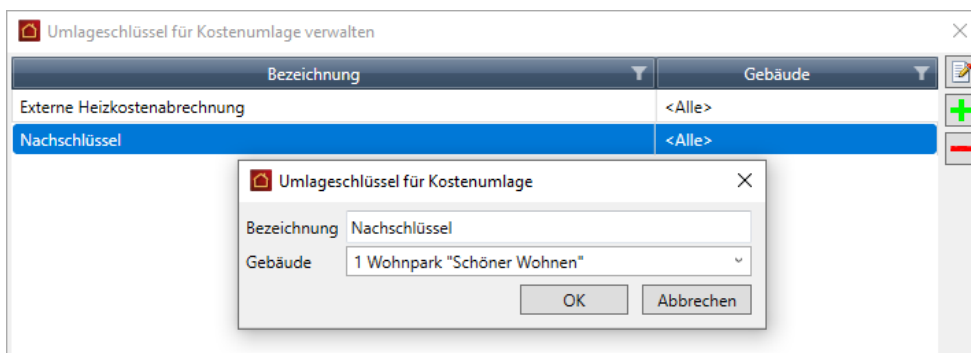 Umlageschlüssel für Kostenumlage verwalten
Bezeichnung Gebäude
Externe Heizkostenabrechnung <Alle>
Nachschlüssel <Alle>
Umlageschlüssel für Kostenumlage
Bezeichnung Nachschlüssel
Gebäude 1 Wohnpark "Schöner Wohnen"
OK Abbrechen